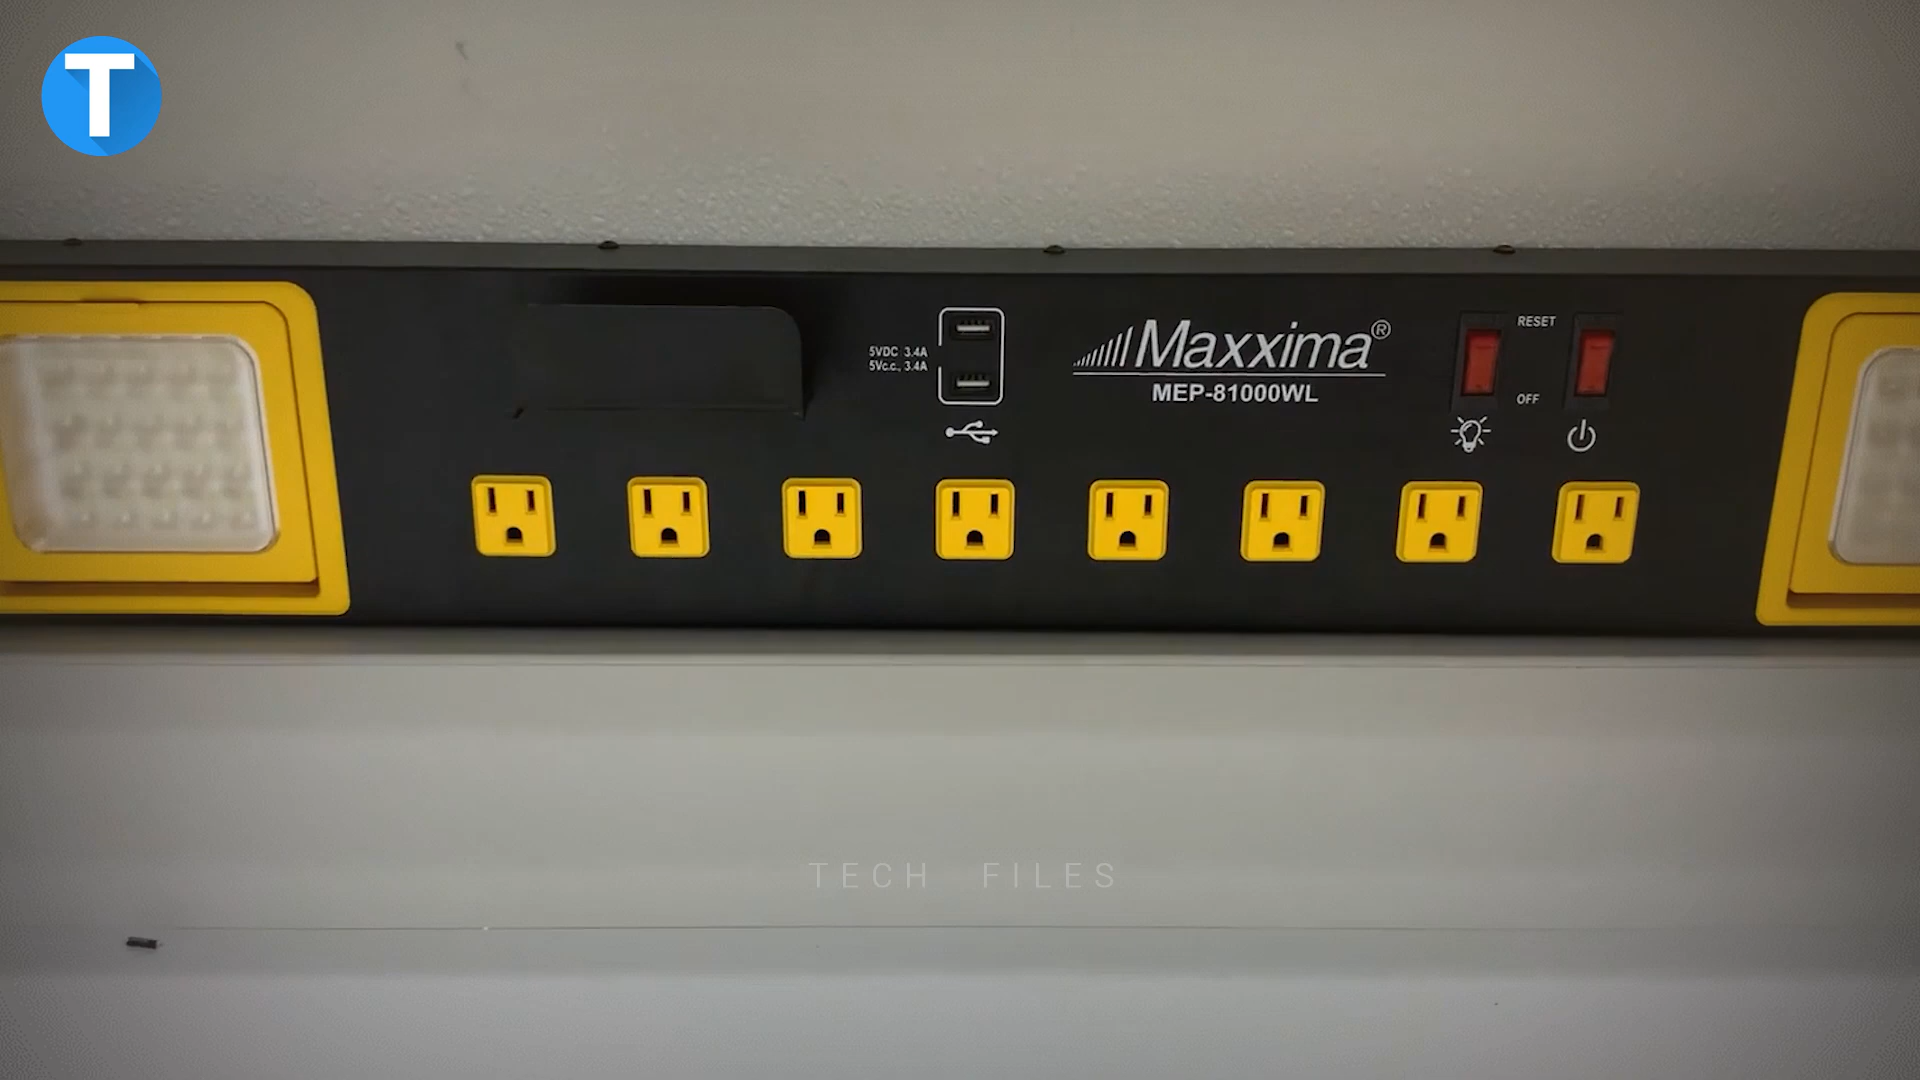 T
5VDC 3.4A
5Vc.c., 3.4A
Maxxima®
MEP-81000WL
RESET
OFF
TECH FILES